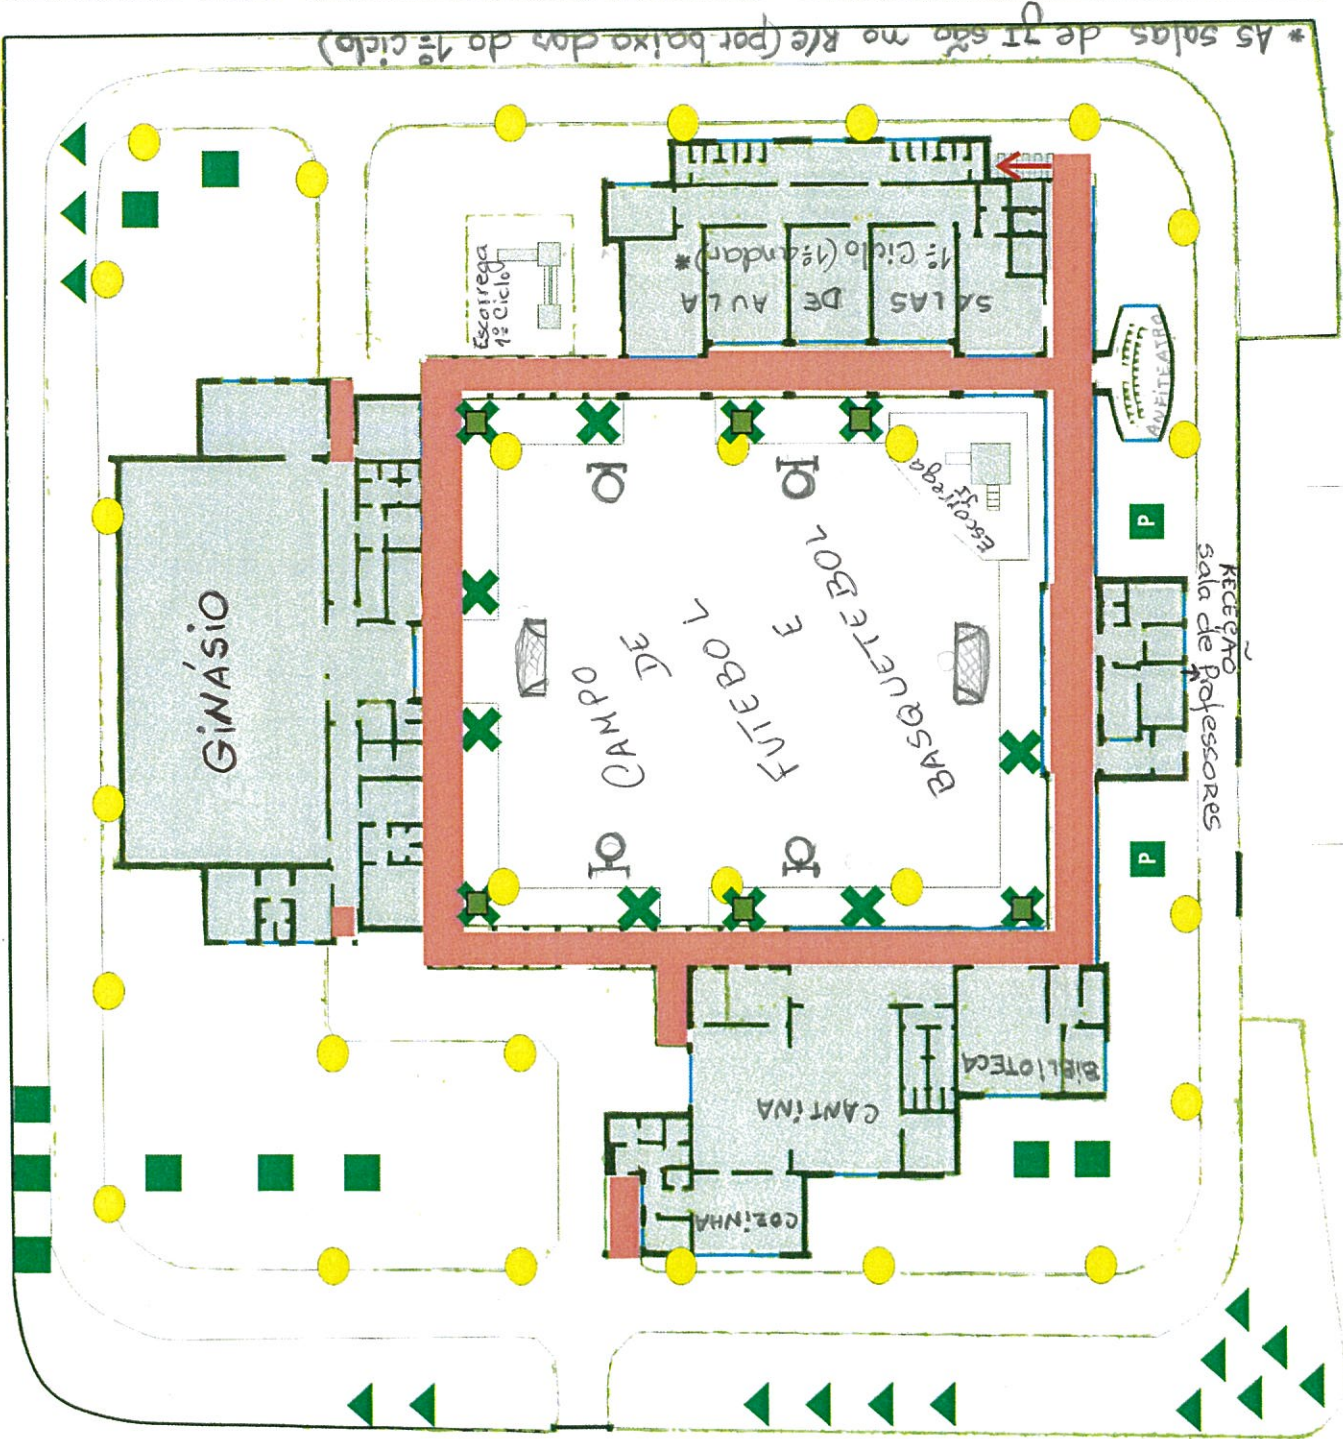 * AS salas de JI são no R/c (por baixo das do 1º ciclo)
Escorrega
1º Ciclo
1º Ciclo (1º andar) *
SALAS DE AULA
ANFITEATRO
Escorrega
JI
P
GINÁSIO
CAMPO
DE
FUTEBOL
E
BASQUETEBOL
RECEÇÃO
Sala de Professores
P
BIBLIOTECA
CANTINA
COZINHA